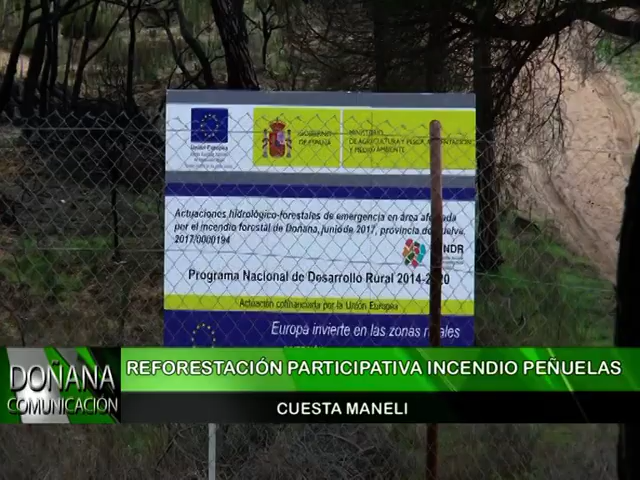 Unión Europea
GOBIERNO
DE ESPAÑA
MINISTERIO
DE AGRICULTURA Y PESCA, ALIMENTACIÓN
Y MEDIO AMBIENTE
Actuaciones hidrológico-forestales de emergencia en área afectada
por el incendio forestal de Doñana, junio de 2017, provincia de Huelva.
2017/0000194
NDR
Programa Nacional de Desarrollo Rural 2014-2020
Actuación cofinanciada por la Unión Europea
Europa invierte en las zonas rurales
DOÑANA
COMUNICACIÓN
REFORESTACIÓN PARTICIPATIVA INCENDIO PEÑUELAS
CUESTA MANELI